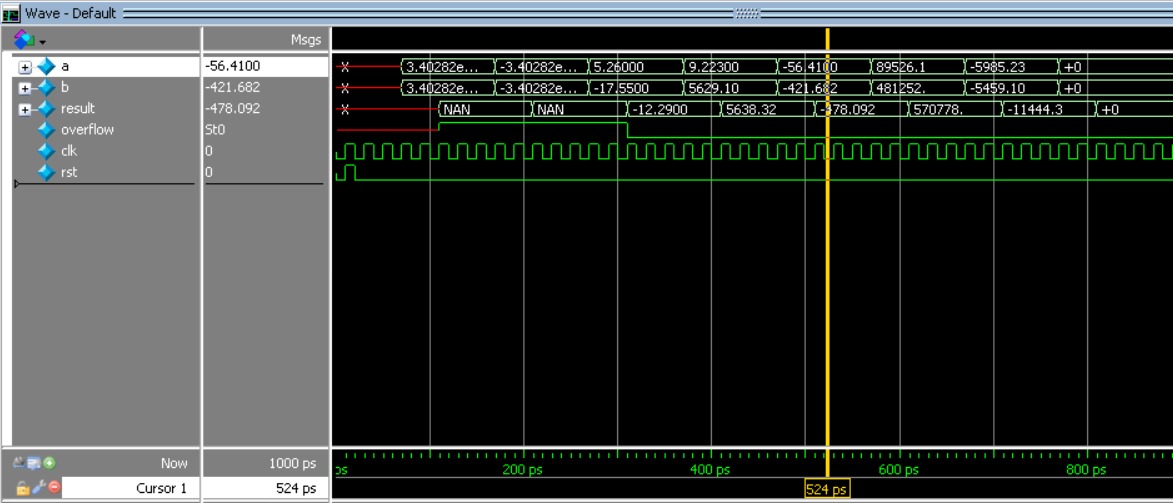 Wave - Default
Msgs
a -56.4100 X 3.40282e... -3.40282e... 5.26000 9.22300 -56.4100 89526.1 -5985.23 +0
b -421.682 X 3.40282e... -3.40282e... -17.5500 5629.10 -421.682 481252. -5459.10 +0
result -478.092 X NAN NAN -12.2900 5638.32 -478.092 570778. -11444.3 +0
overflow St0
clk 0
rst 0
Now 1000 ps ps 200 ps 400 ps 600 ps 800 ps
Cursor 1 524 ps 524 ps